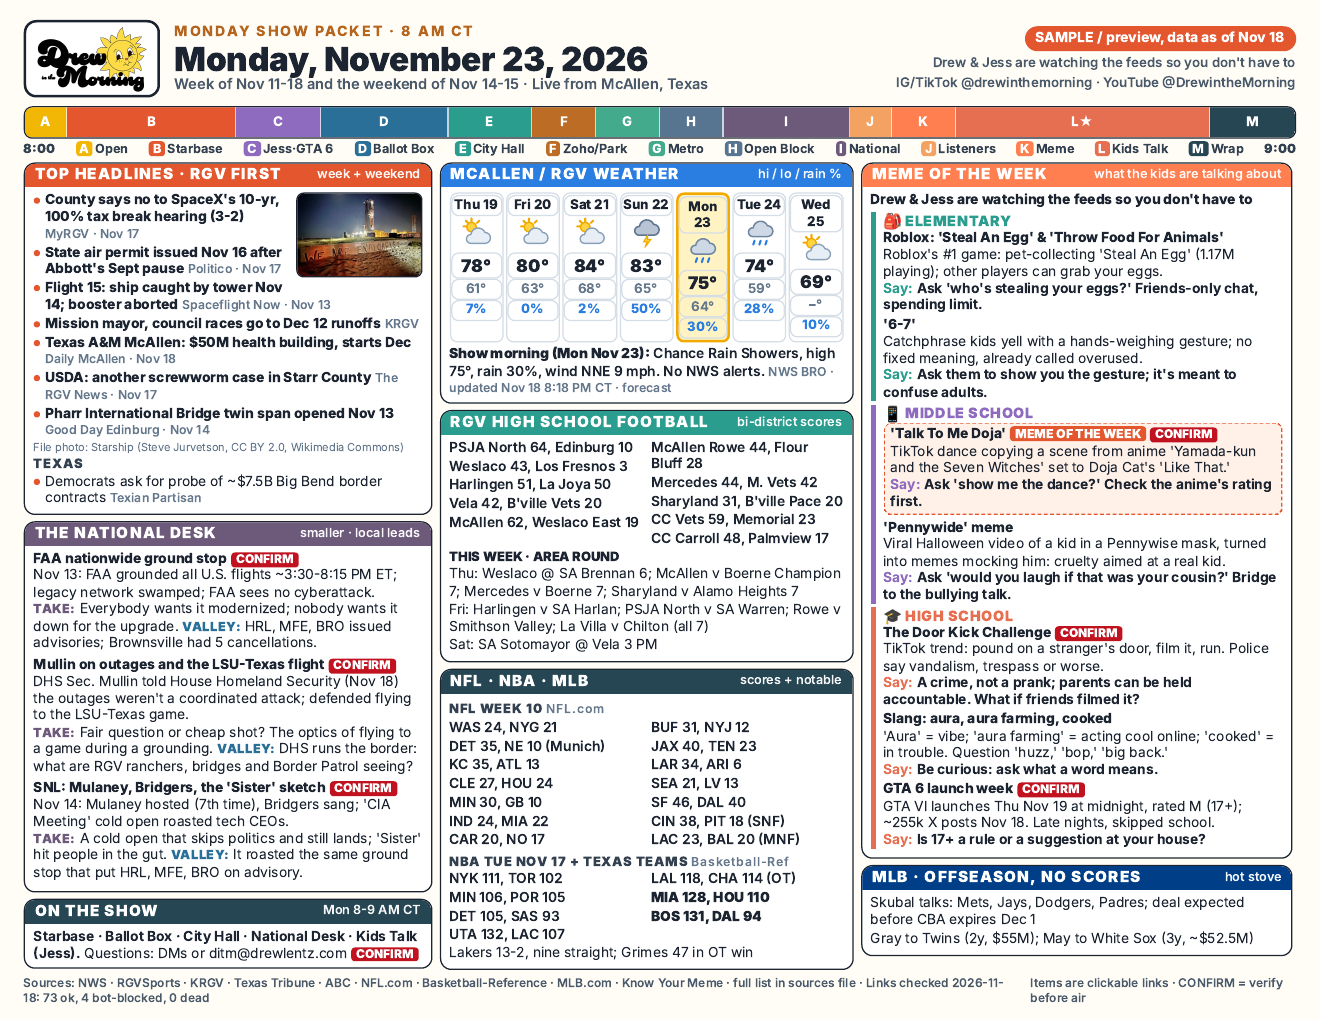 Drew
in the
Morning
MONDAY SHOW PACKET · 8 AM CT
Monday, November 23, 2026
Week of Nov 11-18 and the weekend of Nov 14-15 · Live from McAllen, Texas
SAMPLE / preview, data as of Nov 18
Drew & Jess are watching the feeds so you don't have to
IG/TikTok @drewinthemorning · YouTube @DrewintheMorning
A B C D E F G H I J K L★ M
8:00 A Open B Starbase C Jess·GTA 6 D Ballot Box E City Hall F Zoho/Park G Metro H Open Block I National J Listeners K Meme L Kids Talk M Wrap 9:00
TOP HEADLINES · RGV FIRST week + weekend
County says no to SpaceX's 10-yr,
100% tax break hearing (3-2)
MyRGV · Nov 17
State air permit issued Nov 16 after
Abbott's Sept pause Politico · Nov 17
Flight 15: ship caught by tower Nov
14; booster aborted Spaceflight Now · Nov 13
Mission mayor, council races go to Dec 12 runoffs KRGV
Texas A&M McAllen: $50M health building, starts Dec
Daily McAllen · Nov 18
USDA: another screwworm case in Starr County The
RGV News · Nov 17
Pharr International Bridge twin span opened Nov 13
Good Day Edinburg · Nov 14
File photo: Starship (Steve Jurvetson, CC BY 2.0, Wikimedia Commons)
TEXAS
Democrats ask for probe of ~$7.5B Big Bend border
contracts Texian Partisan
THE NATIONAL DESK smaller · local leads
FAA nationwide ground stop CONFIRM
Nov 13: FAA grounded all U.S. flights ~3:30-8:15 PM ET;
legacy network swamped; FAA sees no cyberattack.
TAKE: Everybody wants it modernized; nobody wants it
down for the upgrade. VALLEY: HRL, MFE, BRO issued
advisories; Brownsville had 5 cancellations.
Mullin on outages and the LSU-Texas flight CONFIRM
DHS Sec. Mullin told House Homeland Security (Nov 18)
the outages weren't a coordinated attack; defended flying
to the LSU-Texas game.
TAKE: Fair question or cheap shot? The optics of flying to
a game during a grounding. VALLEY: DHS runs the border:
what are RGV ranchers, bridges and Border Patrol seeing?
SNL: Mulaney, Bridgers, the 'Sister' sketch CONFIRM
Nov 14: Mulaney hosted (7th time), Bridgers sang; 'CIA
Meeting' cold open roasted tech CEOs.
TAKE: A cold open that skips politics and still lands; 'Sister'
hit people in the gut. VALLEY: It roasted the same ground
stop that put HRL, MFE, BRO on advisory.
ON THE SHOW Mon 8-9 AM CT
Starbase · Ballot Box · City Hall · National Desk · Kids Talk
(Jess). Questions: DMs or ditm@drewlentz.com CONFIRM
MCALLEN / RGV WEATHER hi / lo / rain %
Thu 19 Fri 20 Sat 21 Sun 22 Mon 23 Tue 24 Wed 25
78° 80° 84° 83° 75° 74° 69°
61° 63° 68° 65° 64° 59° –°
7% 0% 2% 50% 30% 28% 10%
Show morning (Mon Nov 23): Chance Rain Showers, high
75°, rain 30%, wind NNE 9 mph. No NWS alerts. NWS BRO ·
updated Nov 18 8:18 PM CT · forecast
RGV HIGH SCHOOL FOOTBALL bi-district scores
PSJA North 64, Edinburg 10
Weslaco 43, Los Fresnos 3
Harlingen 51, La Joya 50
Vela 42, B'ville Vets 20
McAllen 62, Weslaco East 19
McAllen Rowe 44, Flour
Bluff 28
Mercedes 44, M. Vets 42
Sharyland 31, B'ville Pace 20
CC Vets 59, Memorial 23
CC Carroll 48, Palmview 17
THIS WEEK · AREA ROUND
Thu: Weslaco @ SA Brennan 6; McAllen v Boerne Champion
7; Mercedes v Boerne 7; Sharyland v Alamo Heights 7
Fri: Harlingen v SA Harlan; PSJA North v SA Warren; Rowe v
Smithson Valley; La Villa v Chilton (all 7)
Sat: SA Sotomayor @ Vela 3 PM
NFL · NBA · MLB scores + notable
NFL WEEK 10 NFL.com
WAS 24, NYG 21
DET 35, NE 10 (Munich)
KC 35, ATL 13
CLE 27, HOU 24
MIN 30, GB 10
IND 24, MIA 22
CAR 20, NO 17
BUF 31, NYJ 12
JAX 40, TEN 23
LAR 34, ARI 6
SEA 21, LV 13
SF 46, DAL 40
CIN 38, PIT 18 (SNF)
LAC 23, BAL 20 (MNF)
NBA TUE NOV 17 + TEXAS TEAMS Basketball-Ref
NYK 111, TOR 102
MIN 106, POR 105
DET 105, SAS 93
UTA 132, LAC 107
LAL 118, CHA 114 (OT)
MIA 128, HOU 110
BOS 131, DAL 94
Lakers 13-2, nine straight; Grimes 47 in OT win
MEME OF THE WEEK what the kids are talking about
Drew & Jess are watching the feeds so you don't have to
ELEMENTARY
Roblox: 'Steal An Egg' & 'Throw Food For Animals'
Roblox's #1 game: pet-collecting 'Steal An Egg' (1.17M
playing); other players can grab your eggs.
Say: Ask 'who's stealing your eggs?' Friends-only chat,
spending limit.
'6-7'
Catchphrase kids yell with a hands-weighing gesture; no
fixed meaning, already called overused.
Say: Ask them to show you the gesture; it's meant to
confuse adults.
MIDDLE SCHOOL
'Talk To Me Doja' MEME OF THE WEEK CONFIRM
TikTok dance copying a scene from anime 'Yamada-kun
and the Seven Witches' set to Doja Cat's 'Like That.'
Say: Ask 'show me the dance?' Check the anime's rating
first.
'Pennywide' meme
Viral Halloween video of a kid in a Pennywise mask, turned
into memes mocking him: cruelty aimed at a real kid.
Say: Ask 'would you laugh if that was your cousin?' Bridge
to the bullying talk.
HIGH SCHOOL
The Door Kick Challenge CONFIRM
TikTok trend: pound on a stranger's door, film it, run. Police
say vandalism, trespass or worse.
Say: A crime, not a prank; parents can be held
accountable. What if friends filmed it?
Slang: aura, aura farming, cooked
'Aura' = vibe; 'aura farming' = acting cool online; 'cooked' =
in trouble. Question 'huzz,' 'bop,' 'big back.'
Say: Be curious: ask what a word means.
GTA 6 launch week CONFIRM
GTA VI launches Thu Nov 19 at midnight, rated M (17+);
~255k X posts Nov 18. Late nights, skipped school.
Say: Is 17+ a rule or a suggestion at your house?
MLB · OFFSEASON, NO SCORES hot stove
Skubal talks: Mets, Jays, Dodgers, Padres; deal expected
before CBA expires Dec 1
Gray to Twins (2y, $55M); May to White Sox (3y, ~$52.5M)
Sources: NWS · RGVSports · KRGV · Texas Tribune · ABC · NFL.com · Basketball-Reference · MLB.com · Know Your Meme · full list in sources file · Links checked 2026-11-
18: 73 ok, 4 bot-blocked, 0 dead
Items are clickable links · CONFIRM = verify
before air